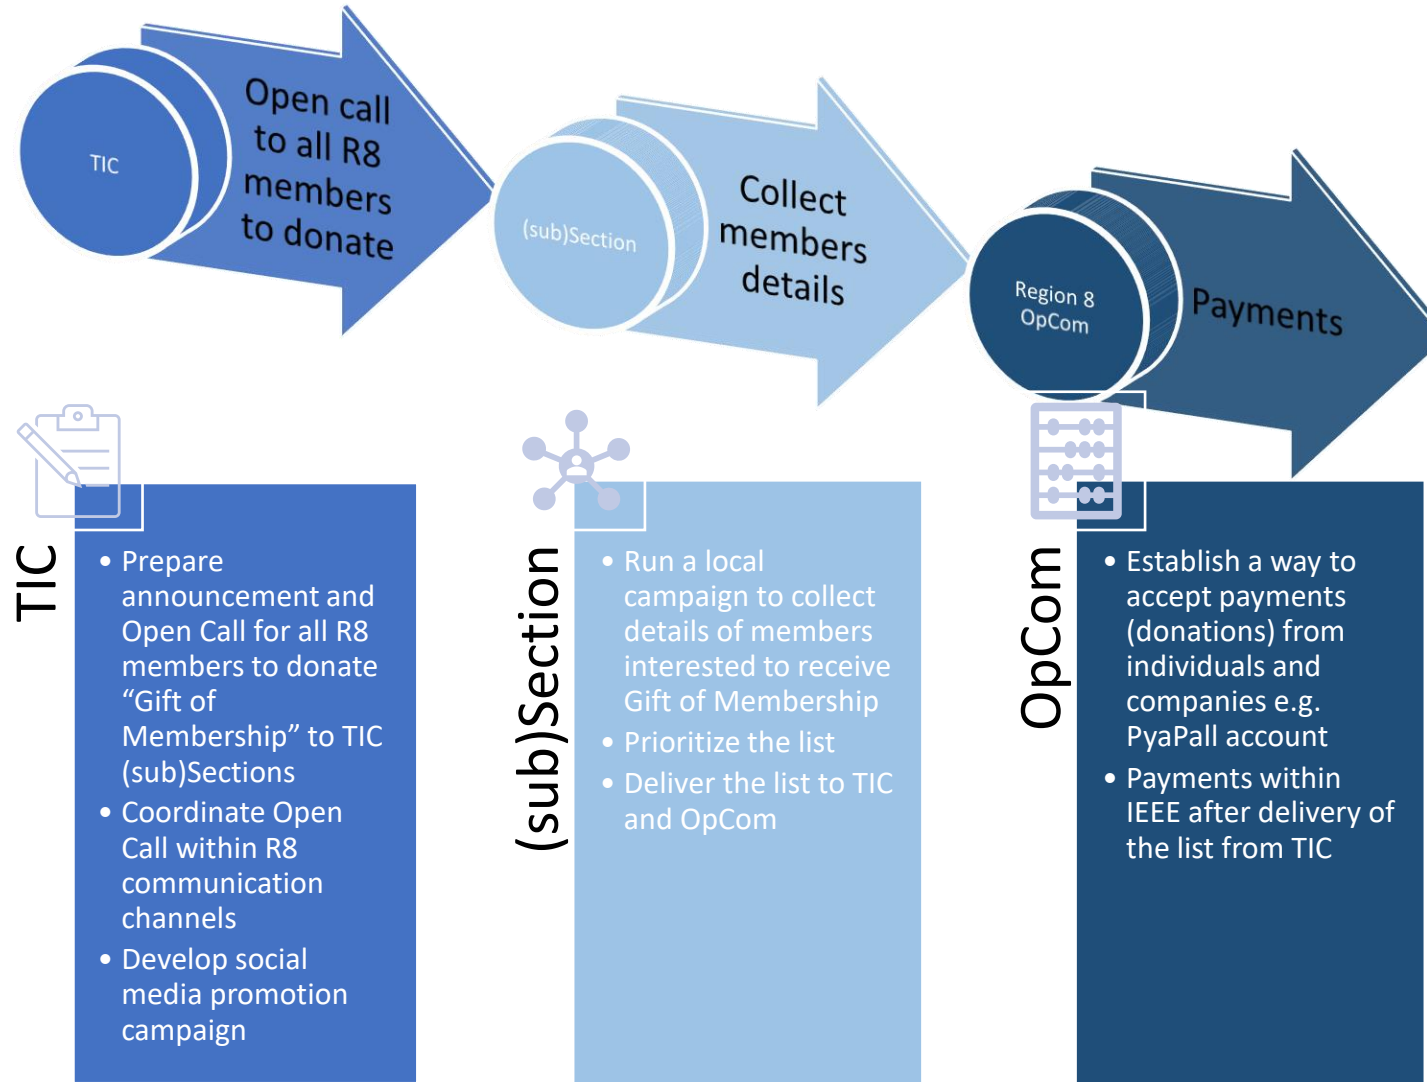 TIC
Open call
to all R8
members
to donate
(sub)Section
Collect
members
details
Region 8
OpCom
Payments
TIC
• Prepare
announcement and
Open Call for all R8
members to donate
“Gift of
Membership” to TIC
(sub)Sections
• Coordinate Open
Call within R8
communication
channels
• Develop social
media promotion
campaign
(sub)Section
• Run a local
campaign to collect
details of members
interested to receive
Gift of Membership
• Prioritize the list
• Deliver the list to TIC
and OpCom
OpCom
• Establish a way to
accept payments
(donations) from
individuals and
companies e.g.
PyaPall account
• Payments within
IEEE after delivery of
the list from TIC